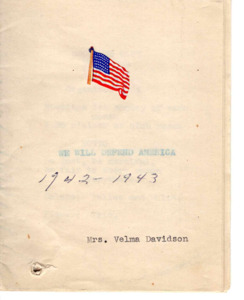 WE WILL DEFEND AMERICA
1942-1943
Mrs. Velma Davidson